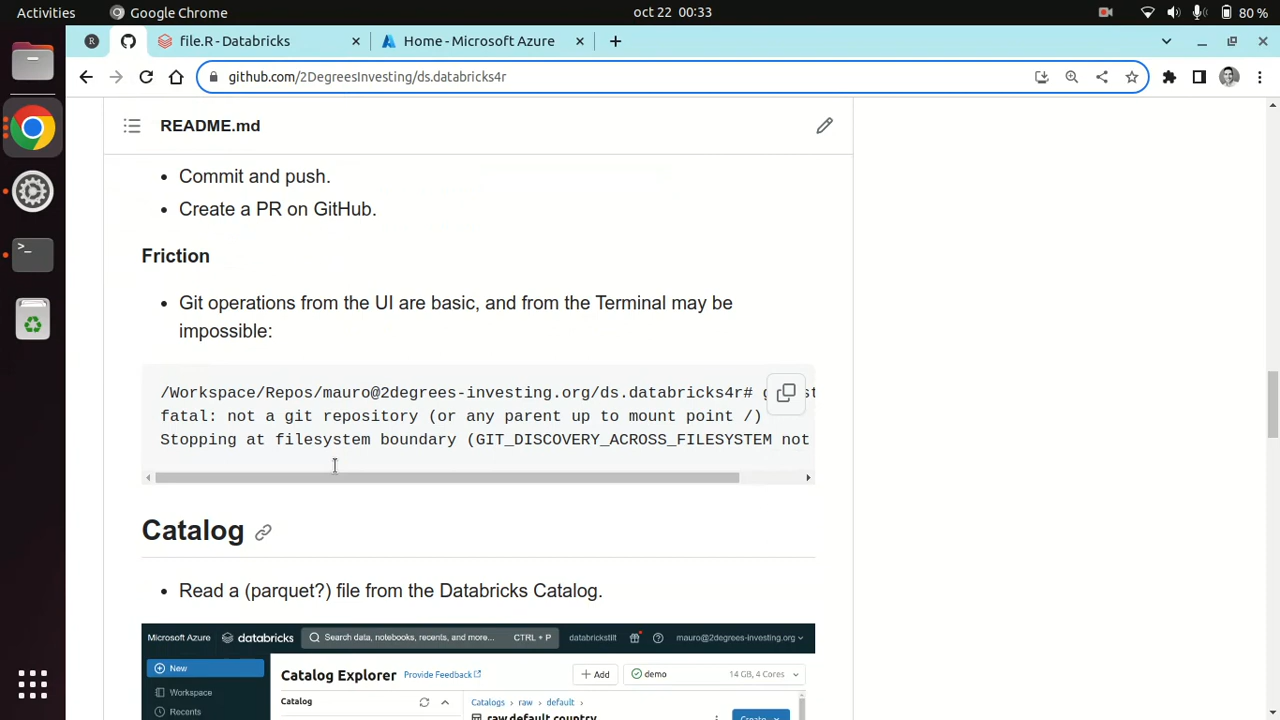 Activities
Google Chrome
oct 22 00:33
80 %
R
file.R - Databricks
Home - Microsoft Azure
github.com/2DegreesInvesting/ds.databricks4r
README.md
• Commit and push.
• Create a PR on GitHub.
Friction
• Git operations from the UI are basic, and from the Terminal may be
impossible:
/Workspace/Repos/mauro@2degrees-investing.org/ds.databricks4r# g
fatal: not a git repository (or any parent up to mount point /)
Stopping at filesystem boundary (GIT_DISCOVERY_ACROSS_FILESYSTEM not
Catalog
• Read a (parquet?) file from the Databricks Catalog.
Microsoft Azure
databricks
Search data, notebooks, recents, and more...
CTRL + P
databrickstilt
mauro@2degrees-investing.org
New
Workspace
Recents
Catalog Explorer
Provide Feedback
Add
demo
14 GB, 4 Cores
Catalog
Catalogs › raw › default ›
raw.default.country
Create